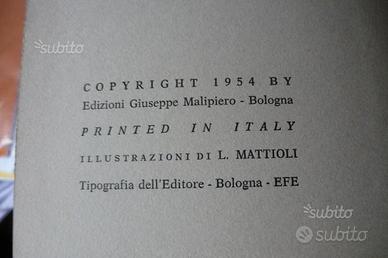 subito
COPYRIGHT 1954 BY
Edizioni Giuseppe Malipiero - Bologna
PRINTED IN ITALY
ILLUSTRAZIONI DI L. MATTIOLI
Tipografia dell'Editore - Bologna - EFE
subito
subito